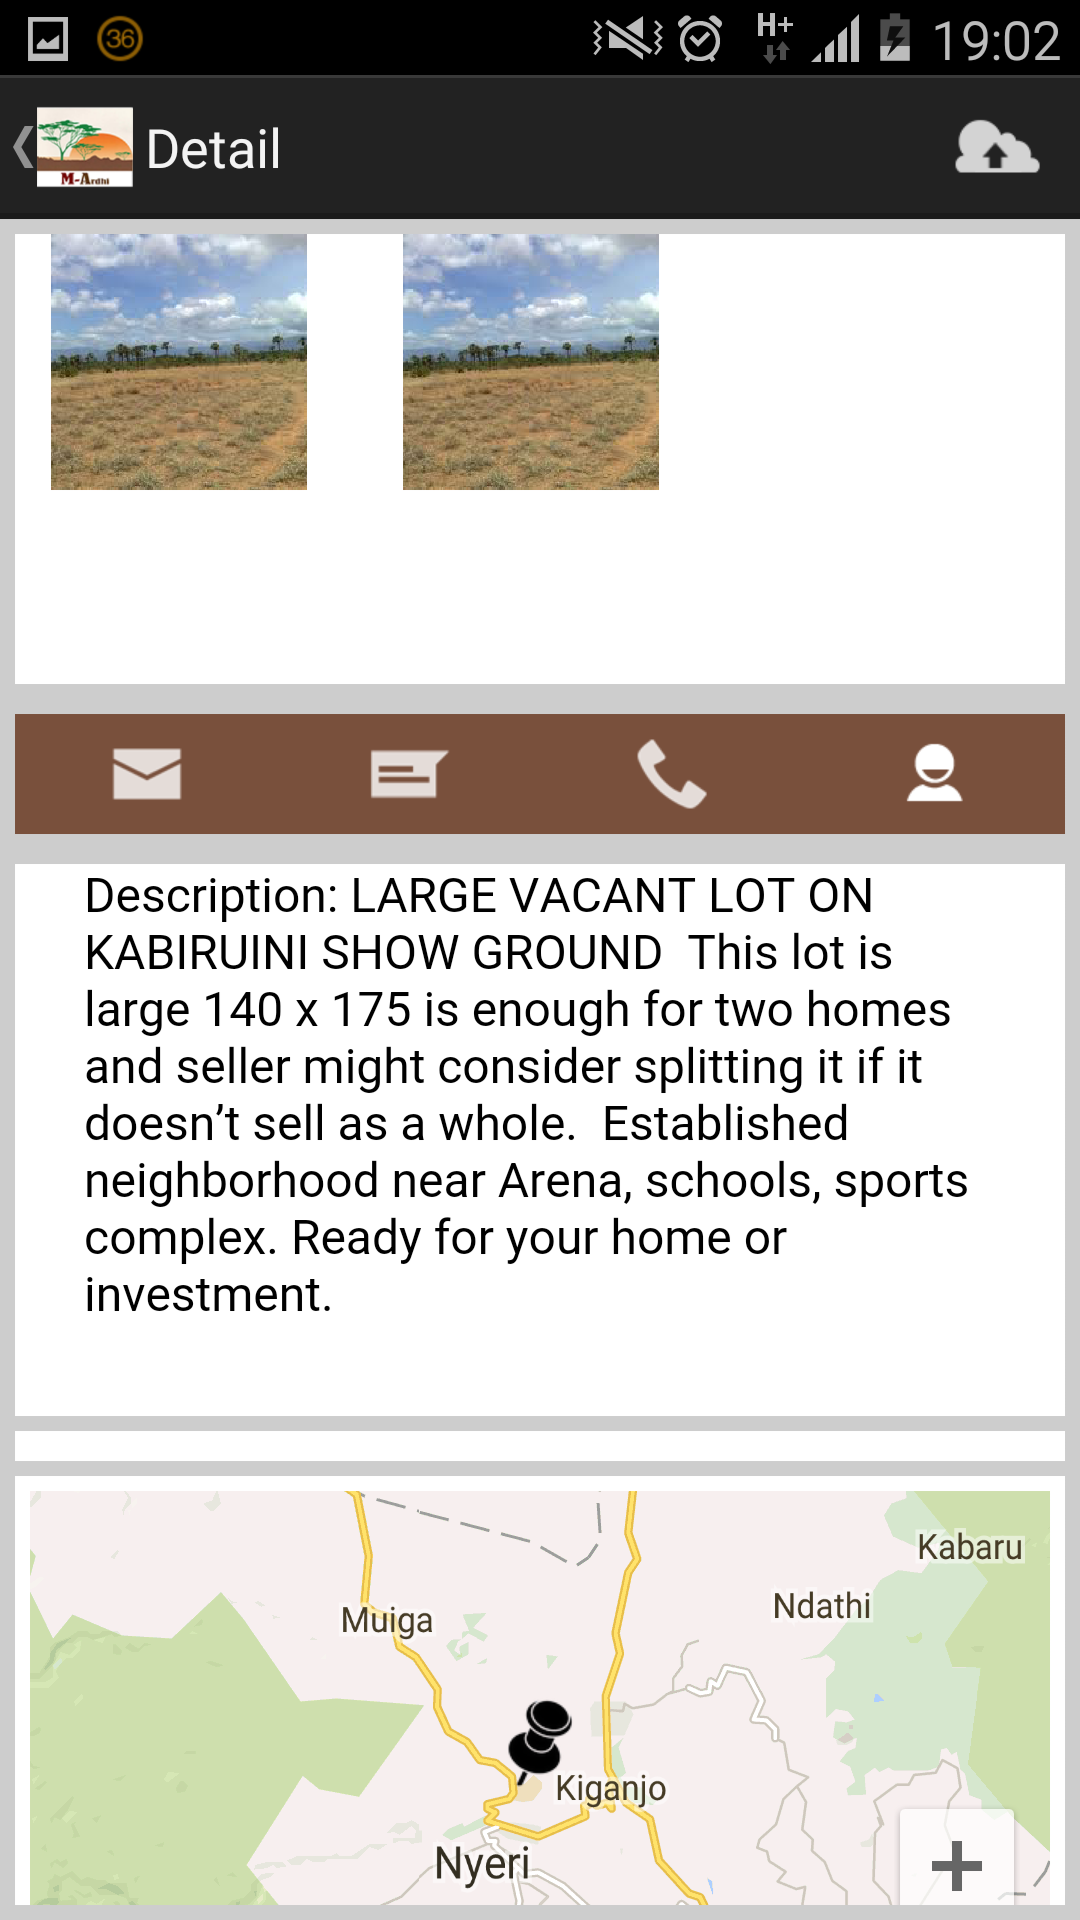 36
H+
19:02
M-Ardhi
Detail
Description: LARGE VACANT LOT ON
KABIRUINI SHOW GROUND  This lot is
large 140 x 175 is enough for two homes
and seller might consider splitting it if it
doesn’t sell as a whole.  Established
neighborhood near Arena, schools, sports
complex. Ready for your home or
investment.
Kabaru
Ndathi
Muiga
Kiganjo
Nyeri
+